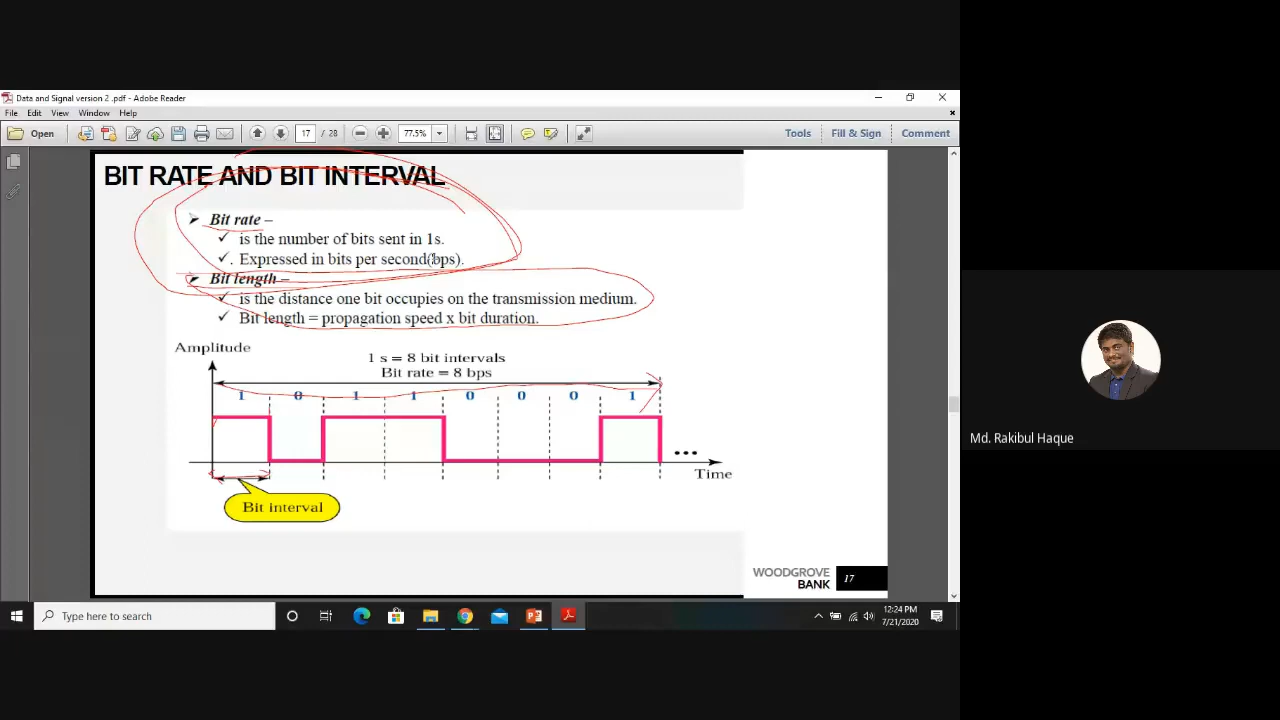 Data and Signal version 2 .pdf - Adobe Reader
File Edit View Window Help
Open 17 / 28 77.5% Tools Fill & Sign Comment
BIT RATE AND BIT INTERVAL
Bit rate –
is the number of bits sent in 1s.
. Expressed in bits per second(bps).
Bit length –
is the distance one bit occupies on the transmission medium.
Bit length = propagation speed x bit duration.
Amplitude
1 s = 8 bit intervals
Bit rate = 8 bps
1 0 1 1 0 0 0 1
...
Time
Bit interval
WOODGROVE
BANK
17
Md. Rakibul Haque
Type here to search
12:24 PM
7/21/2020